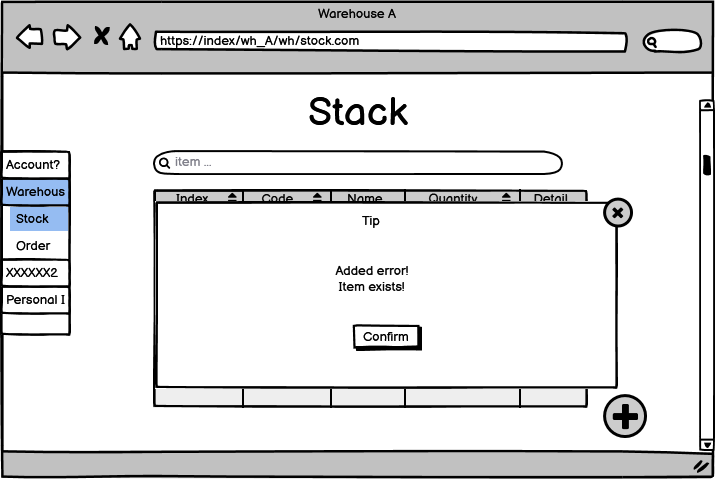 Warehouse A
https://index/wh_A/wh/stock.com
Stack
item ...
Account?
Warehous
Stock
Order
XXXXXX2
Personal I
Index Code Name Quantity Detail
Tip
Added error!
Item exists!
Confirm